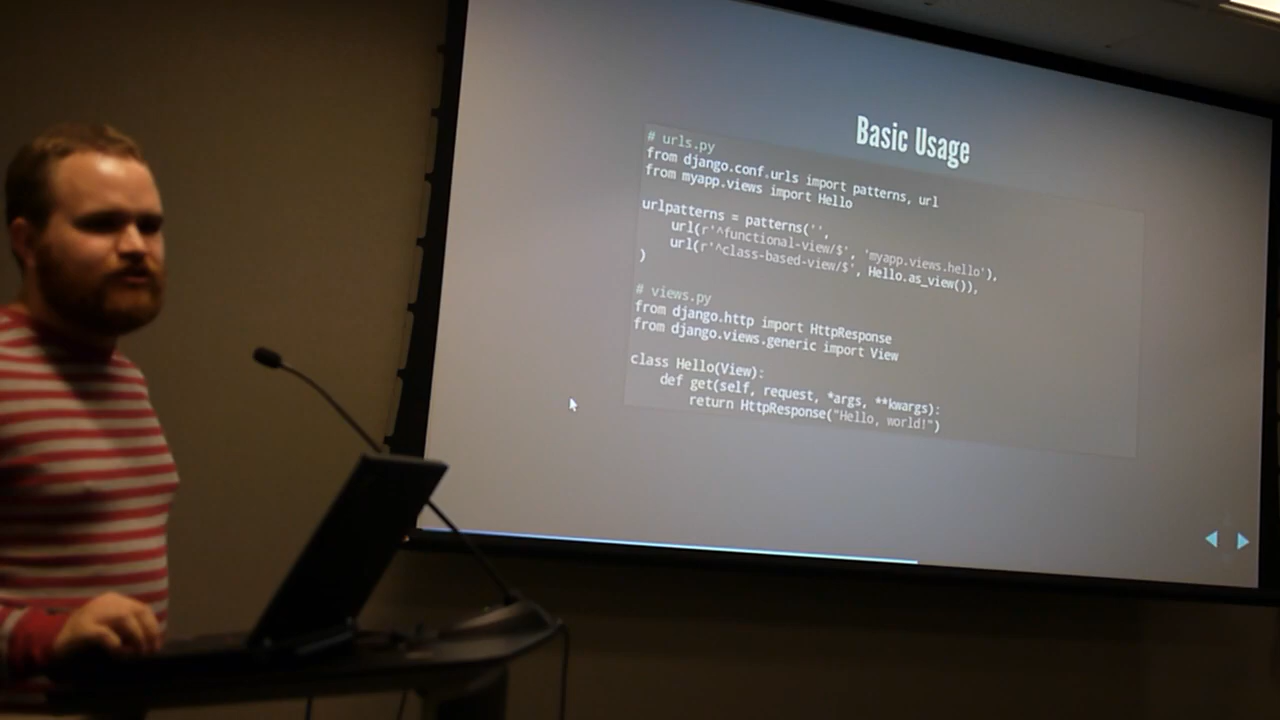 Basic Usage
# urls.py
from django.conf.urls import patterns, url
from myapp.views import Hello
urlpatterns = patterns('',
    url(r'^functional-view/$', 'myapp.views.hello'),
    url(r'^class-based-view/$', Hello.as_view()),
)
# views.py
from django.http import HttpResponse
from django.views.generic import View
class Hello(View):
    def get(self, request, *args, **kwargs):
        return HttpResponse("Hello, world!")